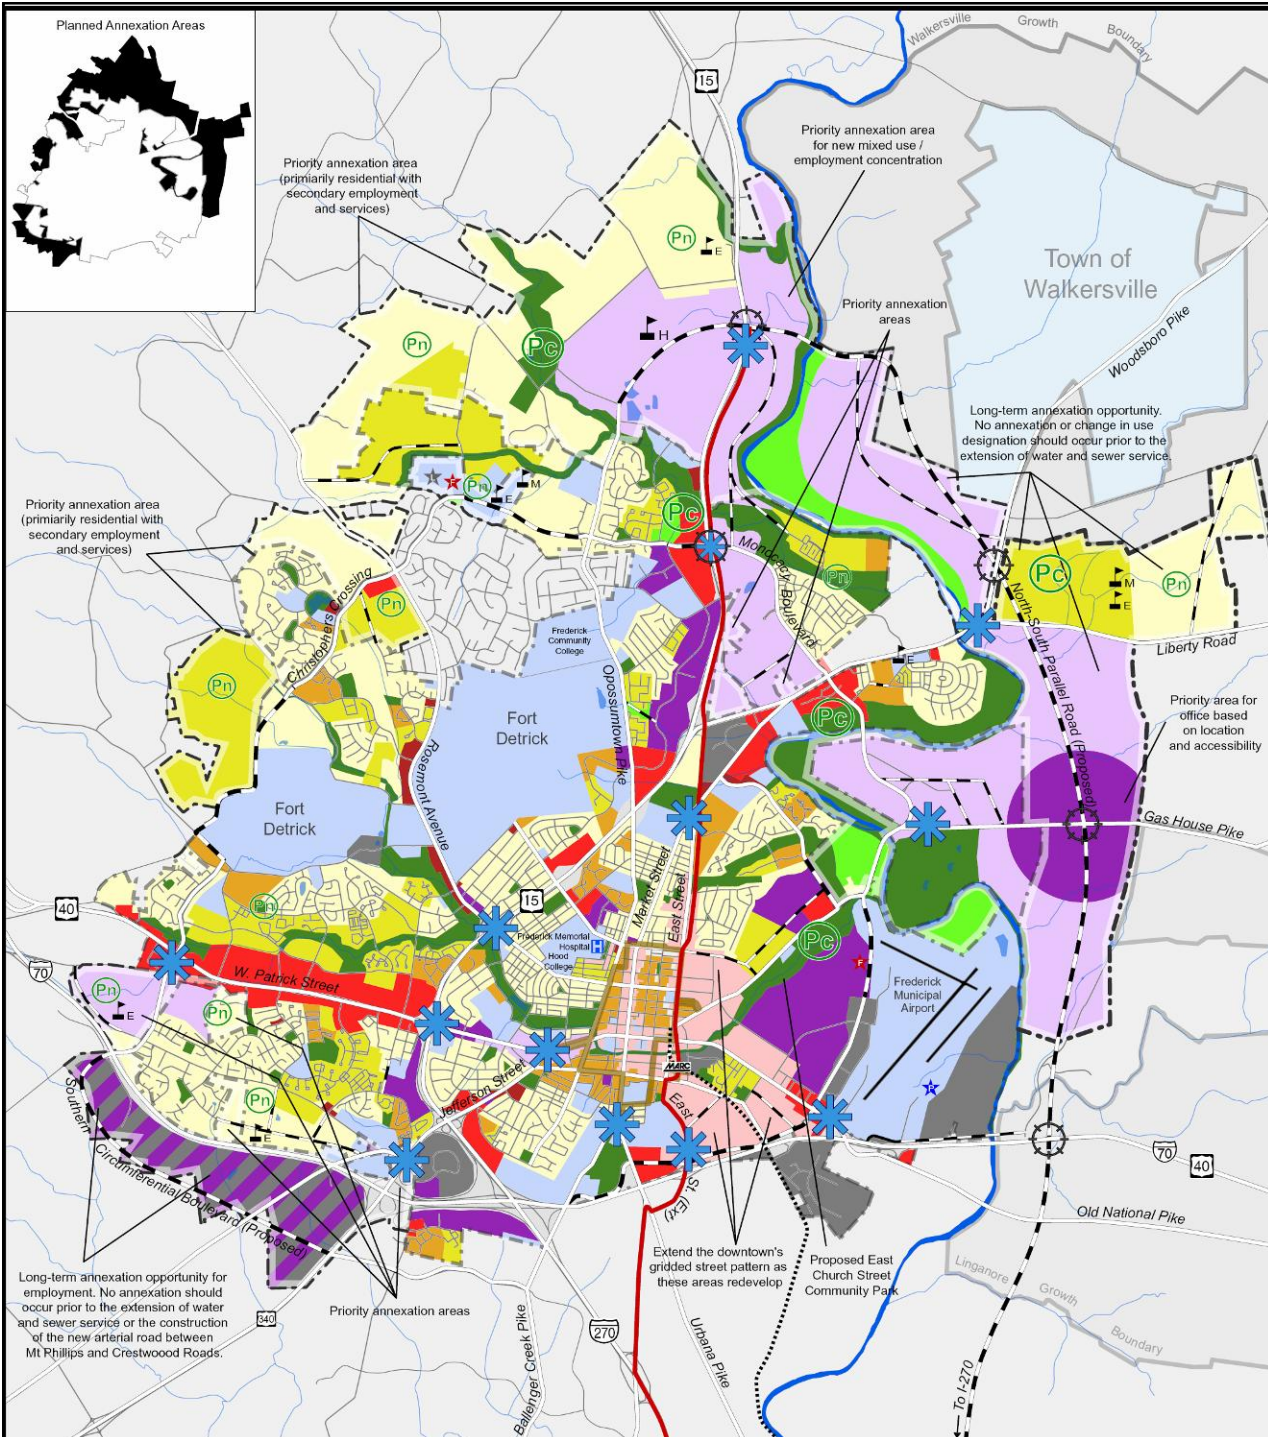 Planned Annexation Areas
Walkersville
Growth
Boundary
15
Priority annexation area
for new mixed use /
employment concentration
Priority annexation area
(primiarily residential with
secondary employment
and services)
Pn
E
Town of
Walkersville
Priority annexation
areas
Pn
Pc
H
Woodsboro Pike
Long-term annexation opportunity.
No annexation or change in use
designation should occur prior to the
extension of water and sewer service.
Priority annexation area
(primiarily residential with
secondary employment
and services)
L
F
Pn
E
M
Pc
Monocacy Boulevard
Pn
Pc
M
E
Pn
Christophers Crossing
Pn
Frederick
Community
College
Opossumtown Pike
North-South Parallel Road (Proposed)
Liberty Road
E
Pn
Fort
Detrick
Pc
Priority area for
office based
on location
and accessibility
Rosemont Avenue
Fort
Detrick
Gas House Pike
Market Street
East Street
40
Pn
15
Frederick Memorial
Hospital
H
Hood
College
Pc
F
70
W. Patrick Street
Pn
E
Pn
Frederick
Municipal
Airport
MARC
Jefferson Street
Pn
E
P
Southern Circumferential Boulevard (Proposed)
East St. (Ext)
70
40
Old National Pike
Extend the downtown's
gridded street pattern as
these areas redevelop
Proposed East
Church Street
Community Park
Linganore
Growth
Boundary
Long-term annexation opportunity for
employment. No annexation should
occur prior to the extension of water
and sewer service or the construction
of the new arterial road between
Mt Phillips and Crestwoood Roads.
340
Priority annexation areas
270
Ballenger Creek Pike
Urbana Pike
To I-270